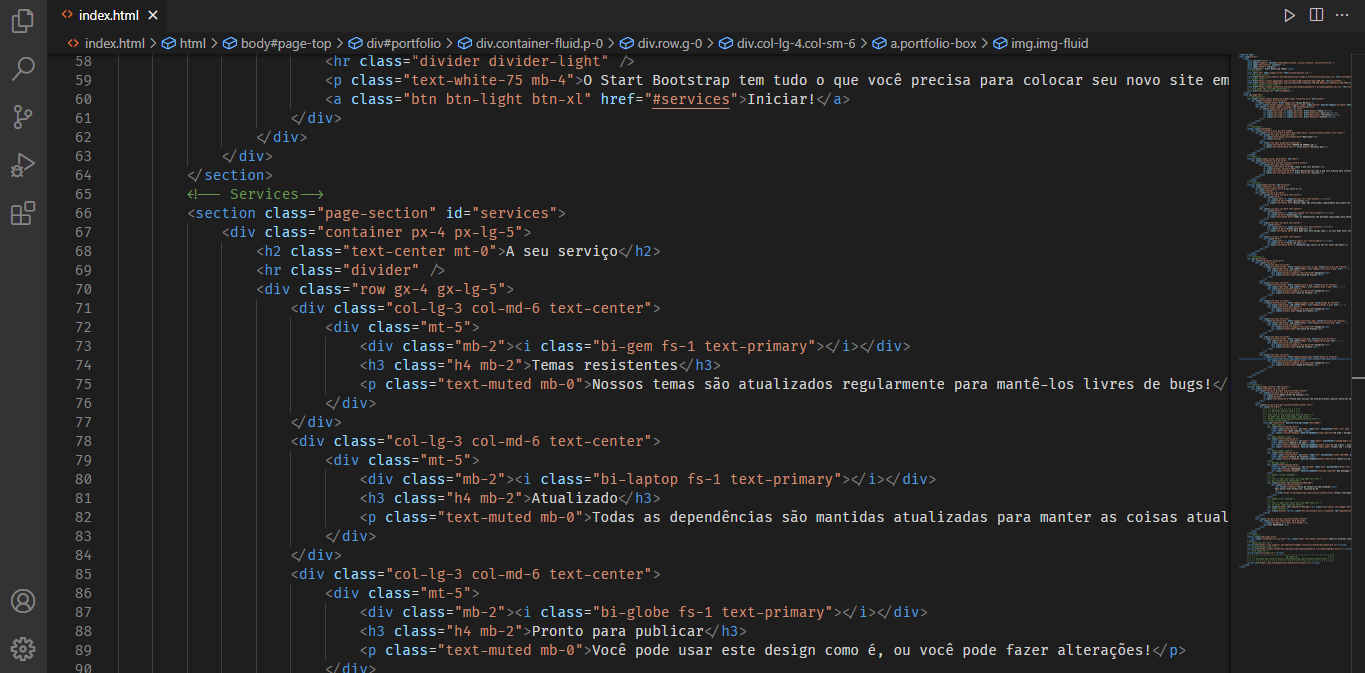 index.html
index.html > html > body#page-top > div#portfolio > div.container-fluid.p-0 > div.row.g-0 > div.col-lg-4.col-sm-6 > a.portfolio-box > img.img-fluid
58 <hr class="divider divider-light" />
59 <p class="text-white-75 mb-4">O Start Bootstrap tem tudo o que você precisa para colocar seu novo site em
60 <a class="btn btn-light btn-xl" href="#services">Iniciar!</a>
61 </div>
62 </div>
63 </div>
64 </section>
65 <!-- Services-->
66 <section class="page-section" id="services">
67 <div class="container px-4 px-lg-5">
68 <h2 class="text-center mt-0">A seu serviço</h2>
69 <hr class="divider" />
70 <div class="row gx-4 gx-lg-5">
71 <div class="col-lg-3 col-md-6 text-center">
72 <div class="mt-5">
73 <div class="mb-2"><i class="bi-gem fs-1 text-primary"></i></div>
74 <h3 class="h4 mb-2">Temas resistentes</h3>
75 <p class="text-muted mb-0">Nossos temas são atualizados regularmente para mantê-los livres de bugs!</
76 </div>
77 </div>
78 <div class="col-lg-3 col-md-6 text-center">
79 <div class="mt-5">
80 <div class="mb-2"><i class="bi-laptop fs-1 text-primary"></i></div>
81 <h3 class="h4 mb-2">Atualizado</h3>
82 <p class="text-muted mb-0">Todas as dependências são mantidas atualizadas para manter as coisas atual
83 </div>
84 </div>
85 <div class="col-lg-3 col-md-6 text-center">
86 <div class="mt-5">
87 <div class="mb-2"><i class="bi-globe fs-1 text-primary"></i></div>
88 <h3 class="h4 mb-2">Pronto para publicar</h3>
89 <p class="text-muted mb-0">Você pode usar este design como é, ou você pode fazer alterações!</p>
90 </div>